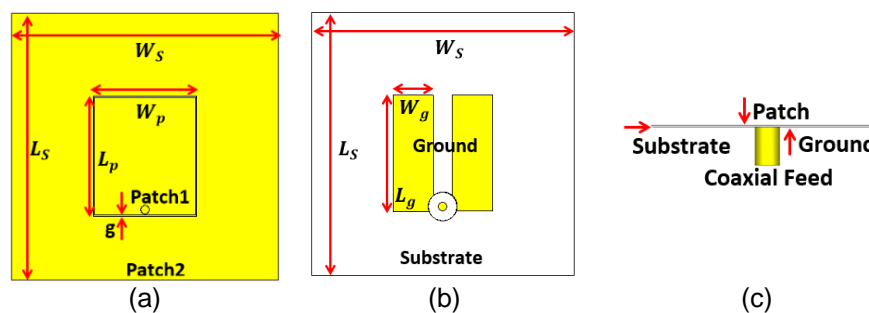 W_S
W_p
L_S
L_p
Patch1
g
Patch2
(a)
W_S
W_g
L_S
Ground
L_g
Substrate
(b)
Patch
Substrate
Ground
Coaxial Feed
(c)